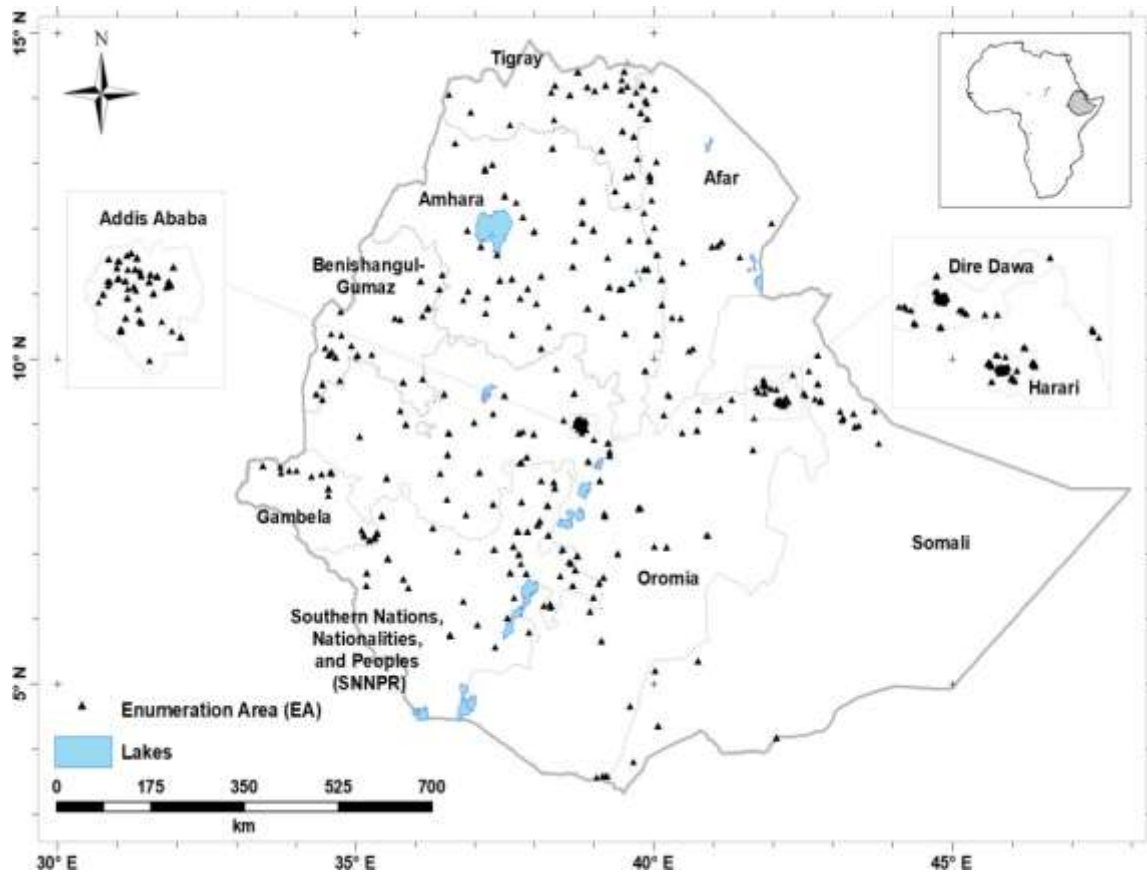 15° N
N
Tigray
Afar
Addis Ababa
Amhara
Dire Dawa
Benishangul-
Gumaz
10° N
Harari
Gambela
Somali
Oromia
Southern Nations,
Nationalities,
and Peoples
(SNNPR)
5° N
Enumeration Area (EA)
Lakes
0 175 350 525 700
km
30° E 35° E 40° E 45° E